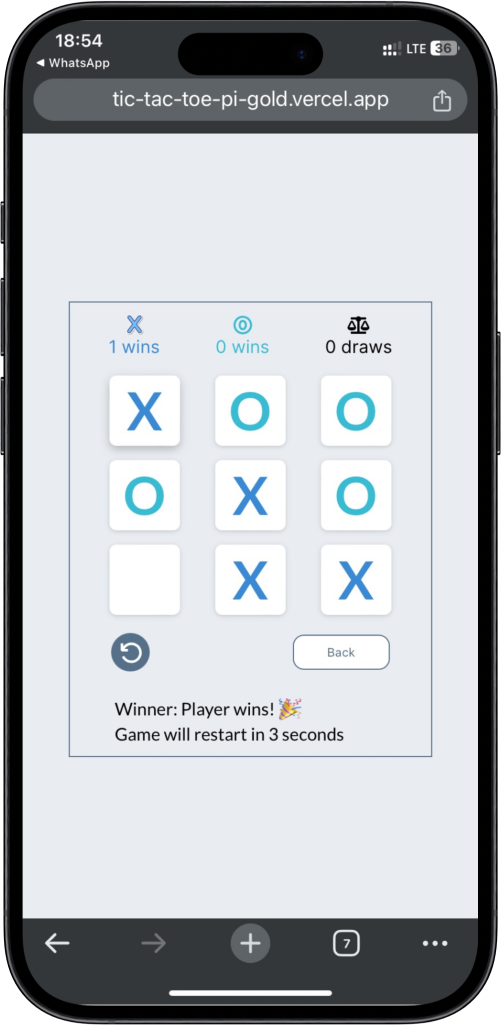 18:54
LTE 36
◀ WhatsApp
tic-tac-toe-pi-gold.vercel.app
X O
1 wins 0 wins 0 draws
X O O
O X O
X X
Back
Winner: Player wins! 🎉
Game will restart in 3 seconds
7